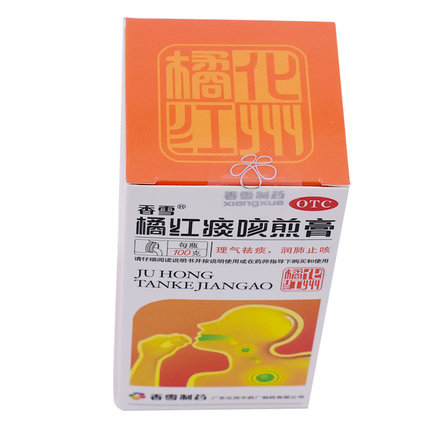 化州
橘红
香雪制药
xiangxue
OTC
香雪®
橘红痰咳煎膏
每瓶
100克
理气祛痰、润肺止咳
请仔细阅读说明书并按说明使用或在药师指导下购买和使用
JU HONG
TANKEJIANGAO
化州
橘红
香雪制药